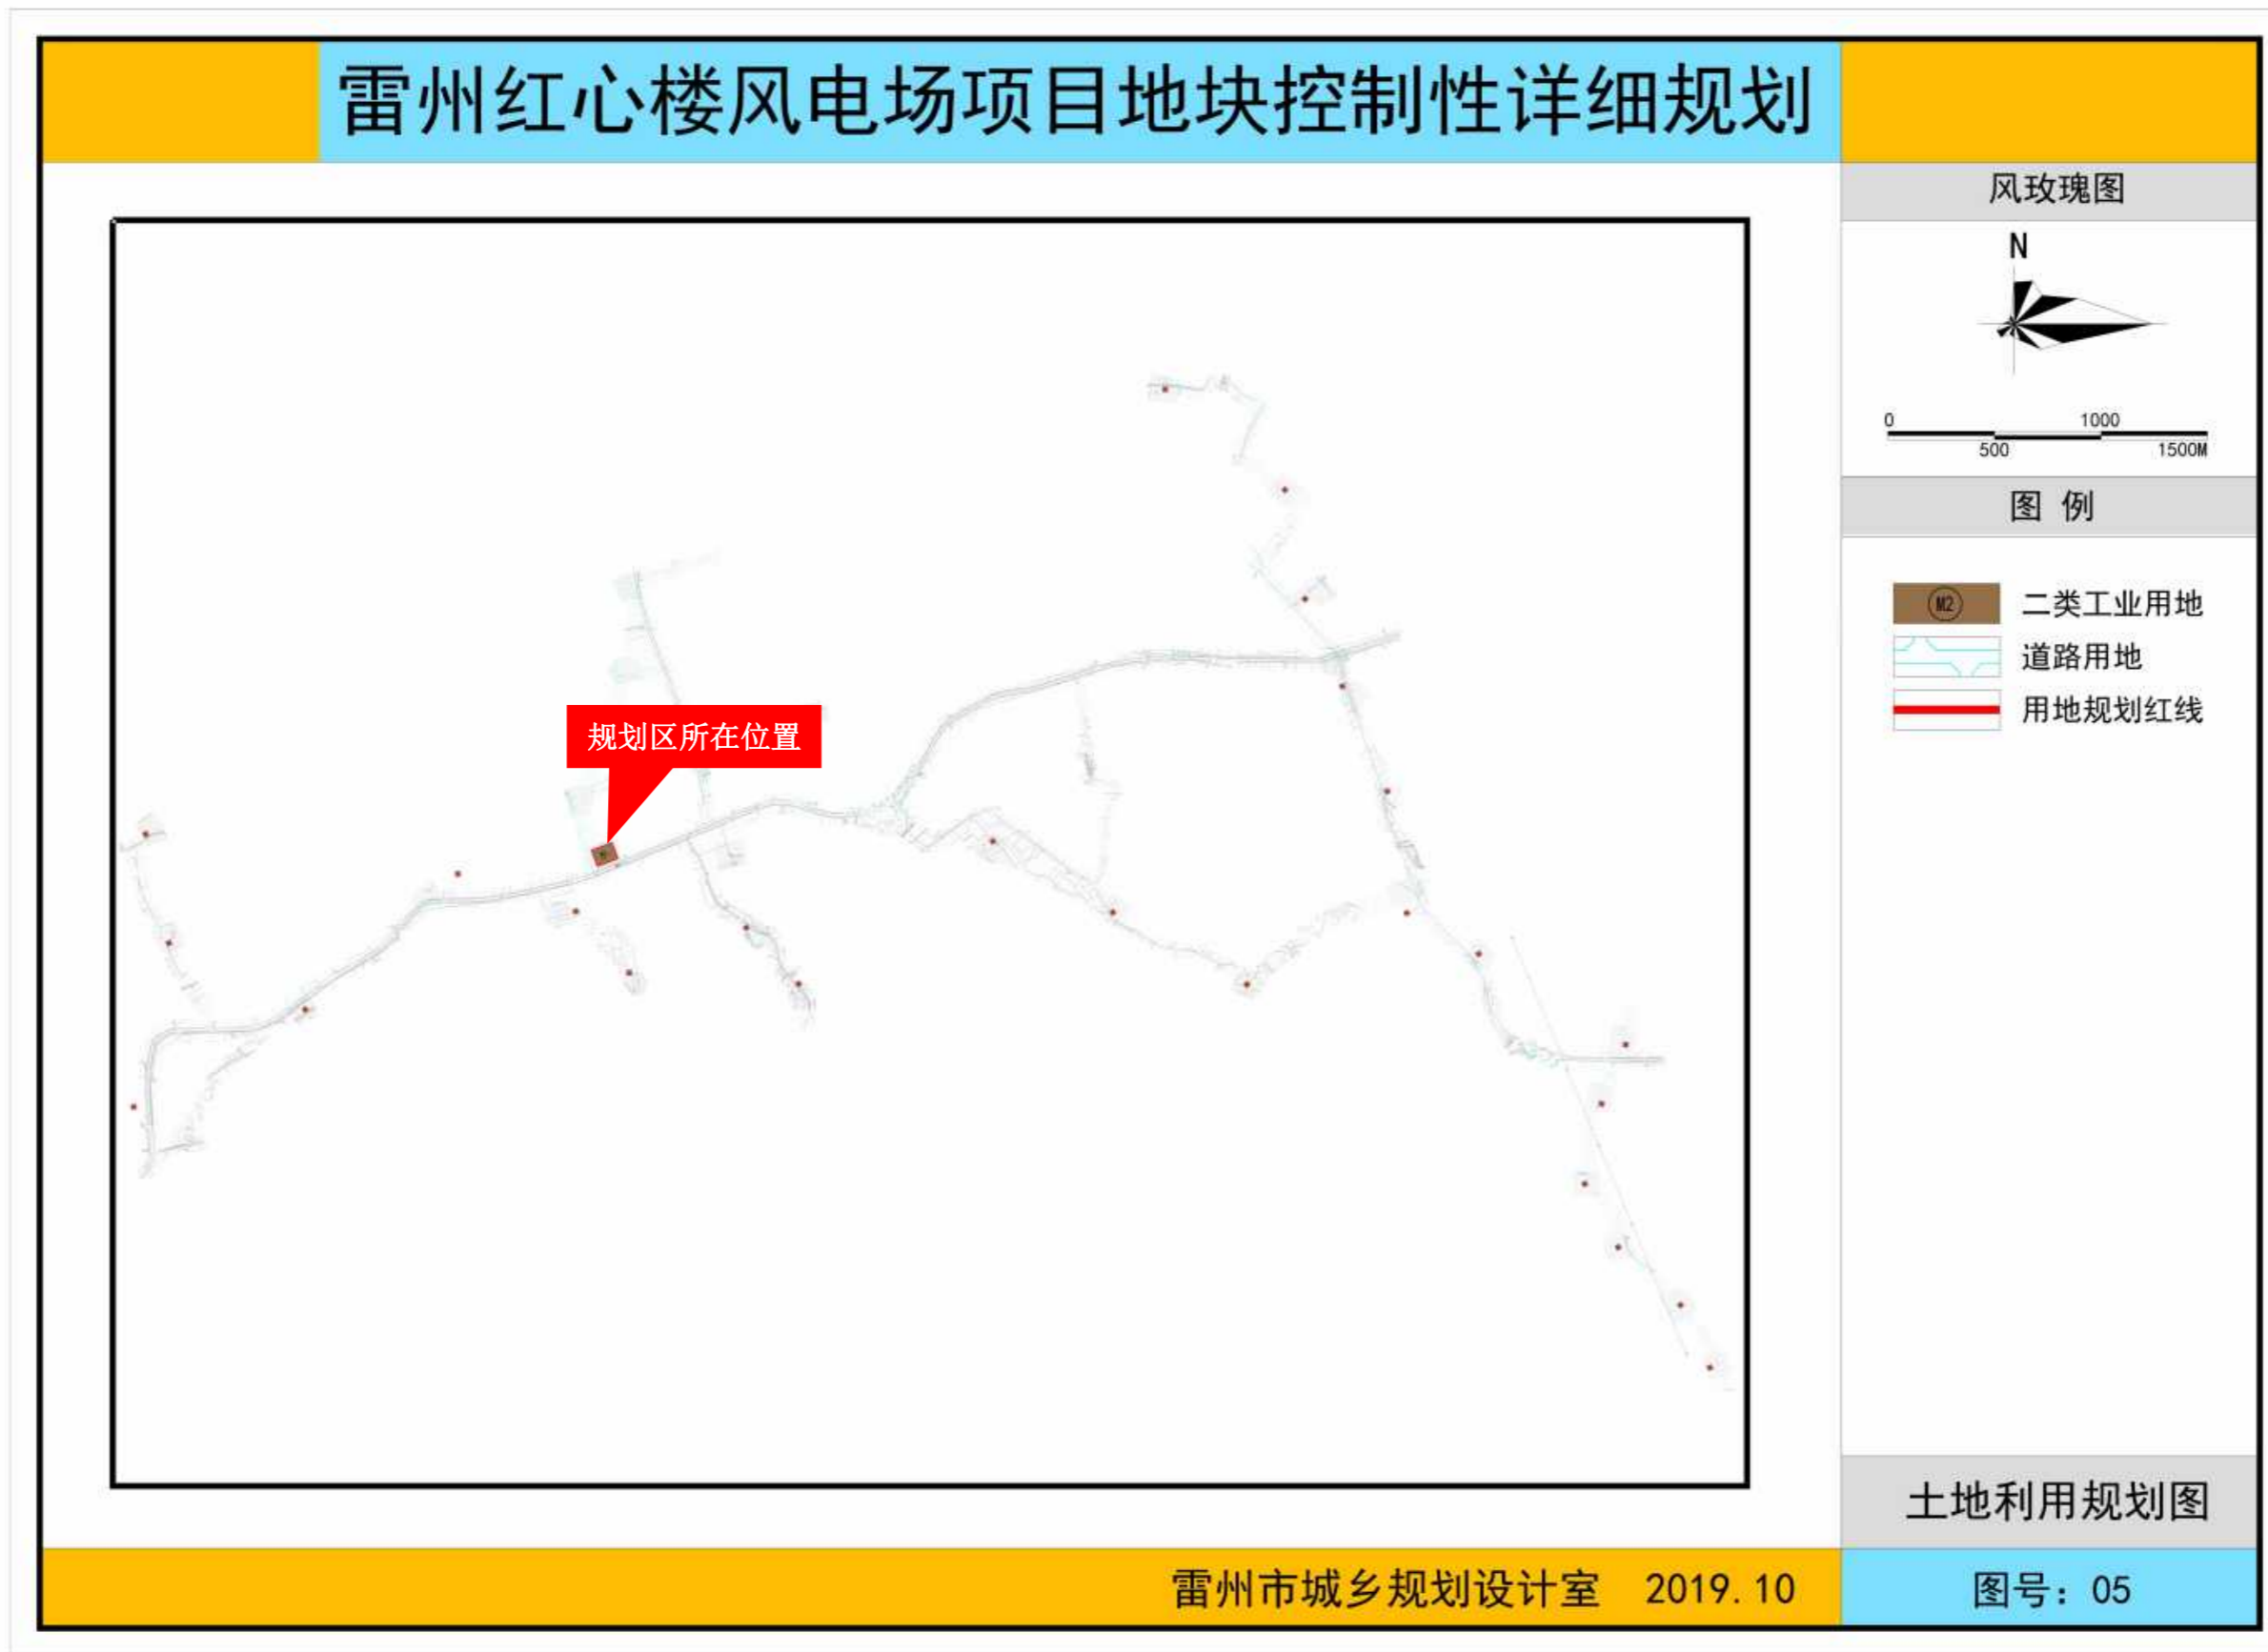 雷州红心楼风电场项目地块控制性详细规划
风玫瑰图
N
0 1000
500 1500M
图 例
M2 二类工业用地
道路用地
用地规划红线
规划区所在位置
土地利用规划图
雷州市城乡规划设计室 2019.10
图号：05